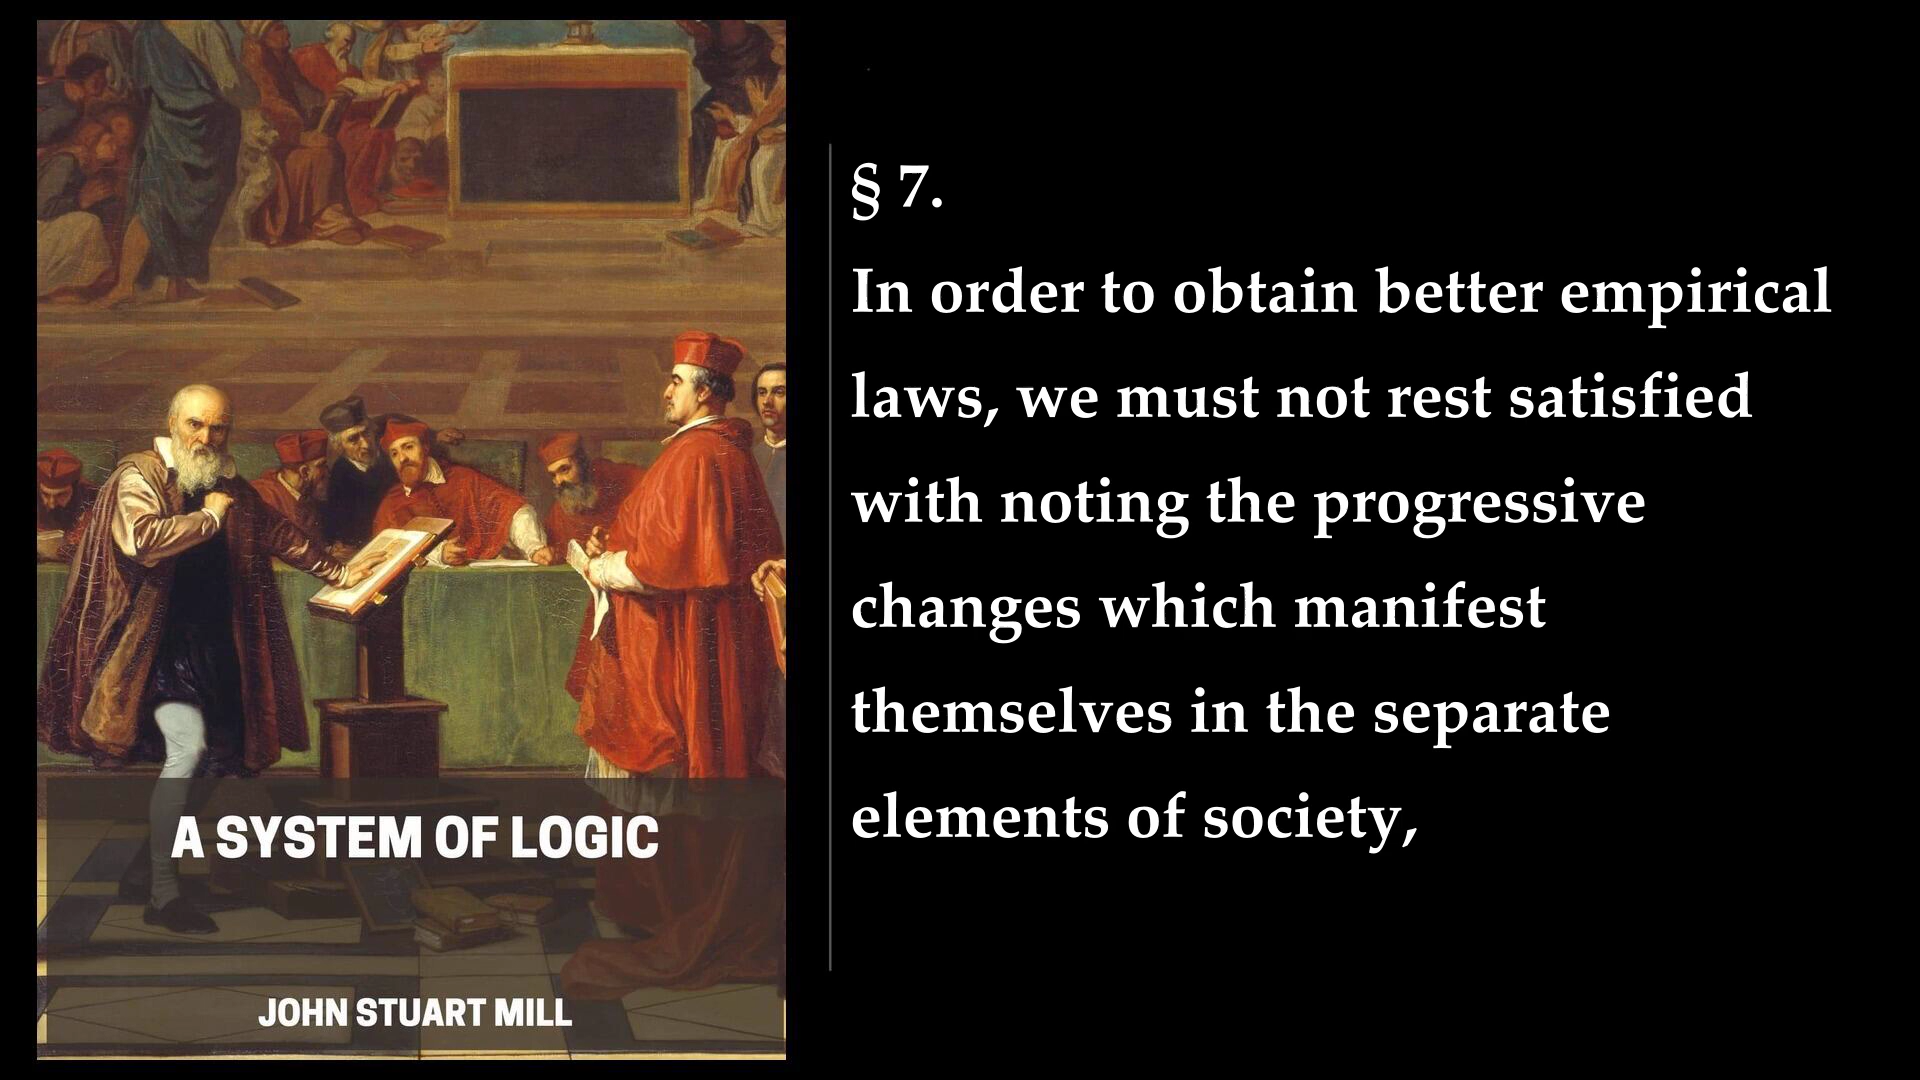 A SYSTEM OF LOGIC
JOHN STUART MILL
§ 7.
In order to obtain better empirical
laws, we must not rest satisfied
with noting the progressive
changes which manifest
themselves in the separate
elements of society,